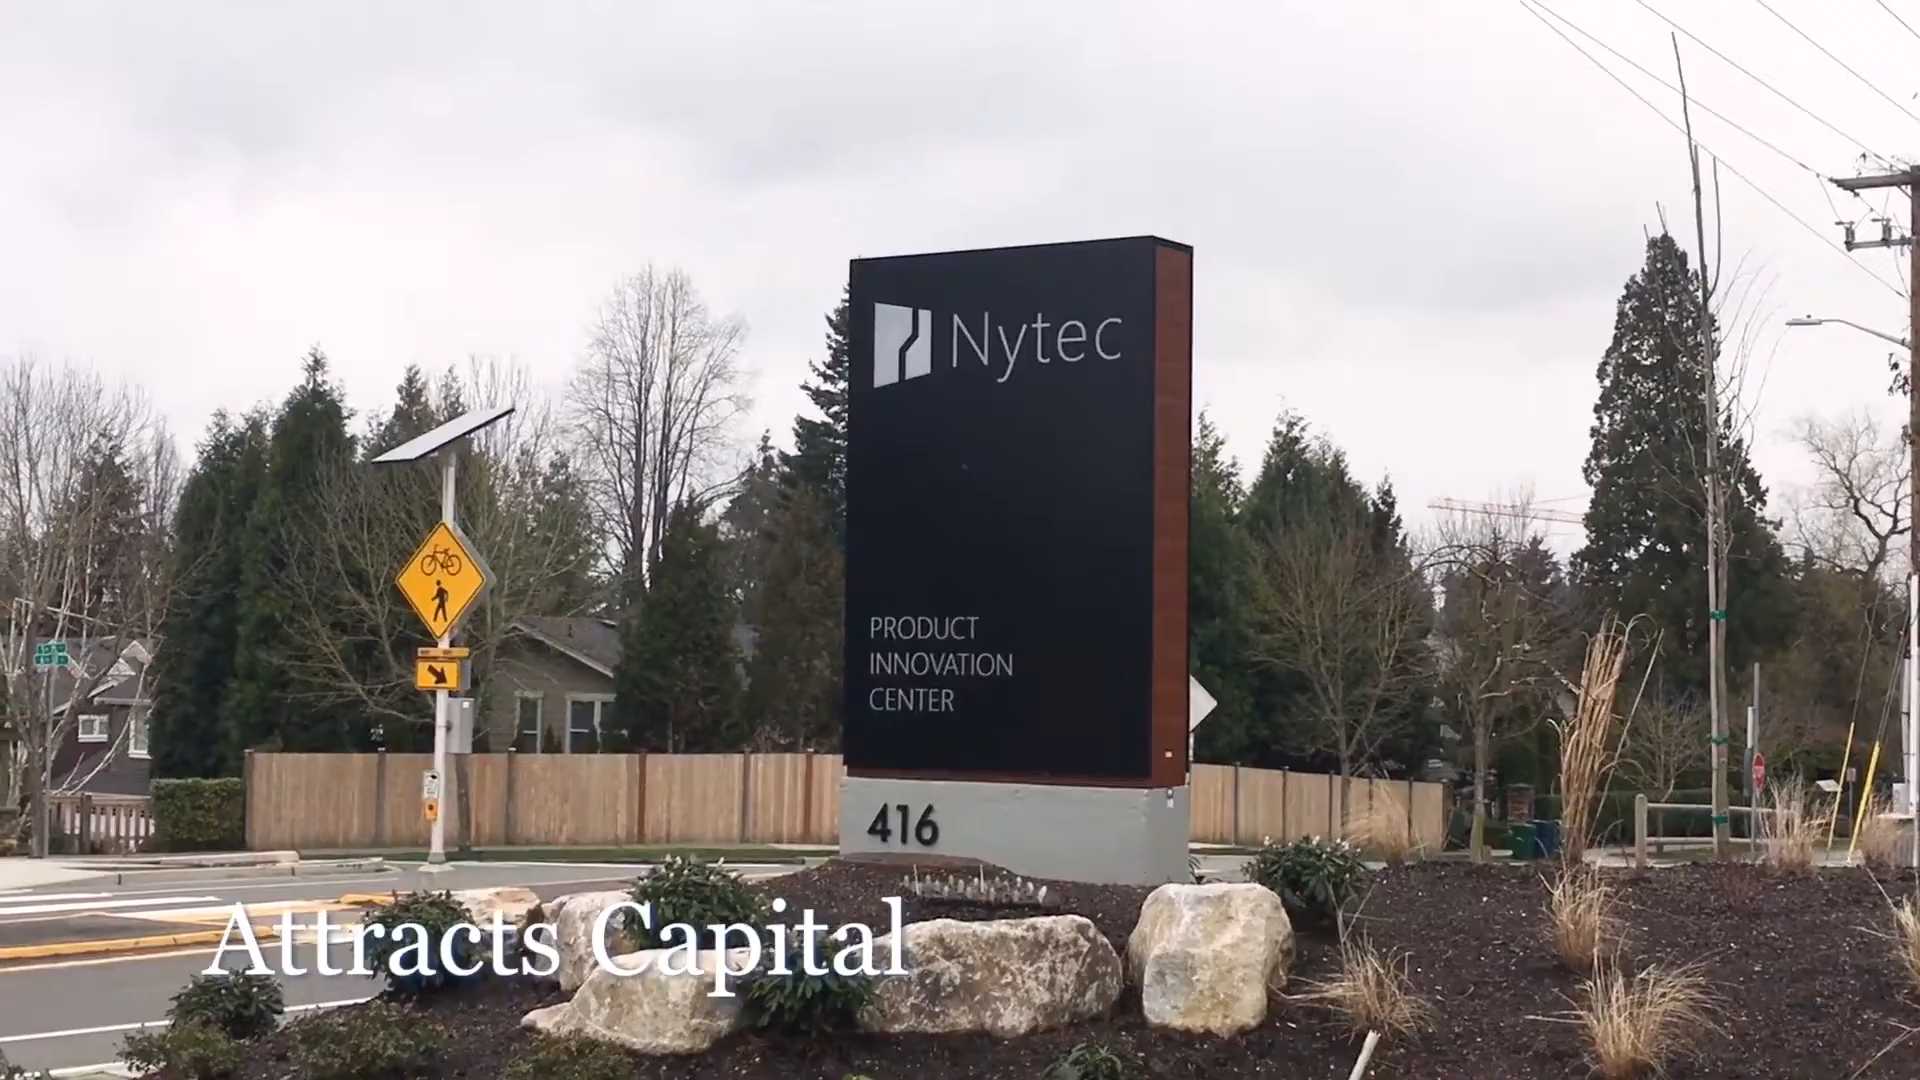 Nytec
PRODUCT
INNOVATION
CENTER
416
Attracts Capital